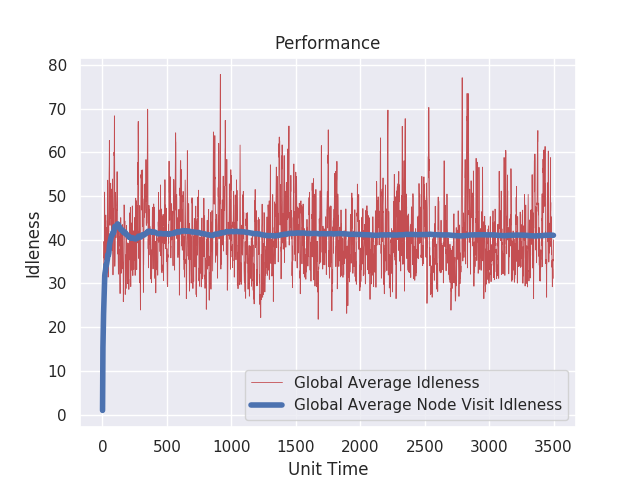 Performance
80
70
60
50
40
30
20
10
0
Idleness
0 500 1000 1500 2000 2500 3000 3500
Unit Time
Global Average Idleness
Global Average Node Visit Idleness